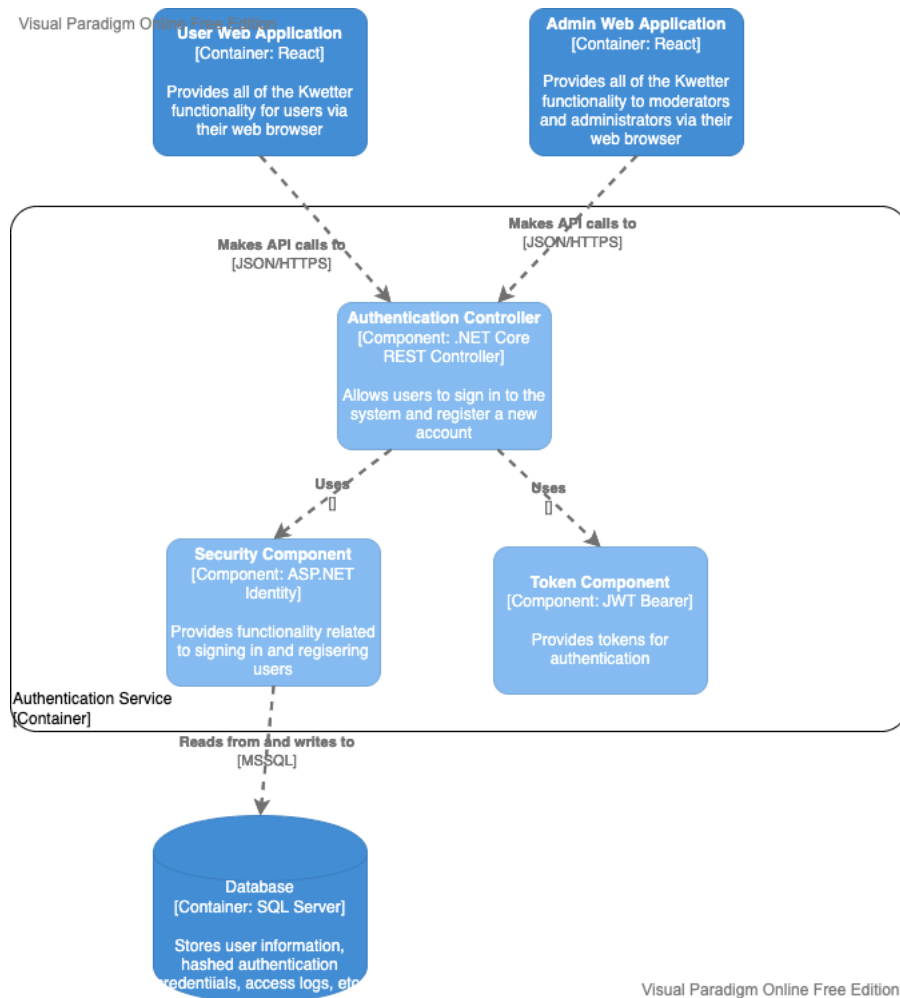 Visual Paradigm Online Free Edition
User Web Application
[Container: React]
Provides all of the Kwetter
functionality for users via
their web browser
Admin Web Application
[Container: React]
Provides all of the Kwetter
functionality to moderators
and administrators via their
web browser
Makes API calls to
[JSON/HTTPS]
Makes API calls to
[JSON/HTTPS]
Authentication Controller
[Component: .NET Core
REST Controller]
Allows users to sign in to the
system and register a new
account
Uses
[]
Uses
[]
Security Component
[Component: ASP.NET
Identity]
Provides functionality related
to signing in and regisering
users
Token Component
[Component: JWT Bearer]
Provides tokens for
authentication
Authentication Service
[Container]
Reads from and writes to
[MSSQL]
Database
[Container: SQL Server]
Stores user information,
hashed authentication
credentiials, access logs, etc.
Visual Paradigm Online Free Edition